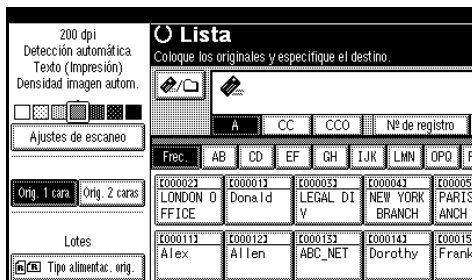 200 dpi
Detección automática
Texto (Impresión)
Densidad imagen autom.
Ajustes de escaneo
Orig. 1 cara Orig. 2 caras
Lotes
Tipo alimentac. orig.
Lista
Coloque los originales y especifique el destino.
A CC CCO Nº de registro
Frec. AB CD EF GH IJK LMN OPQ
[00002] [00001] [00003] [00004] [00005
LONDON O Donald LEGAL DI NEW YORK PARIS
FFICE V BRANCH ANCH
[00011] [00012] [00013] [00014] [00015
Alex Allen ABC_NET Dorothy Frank